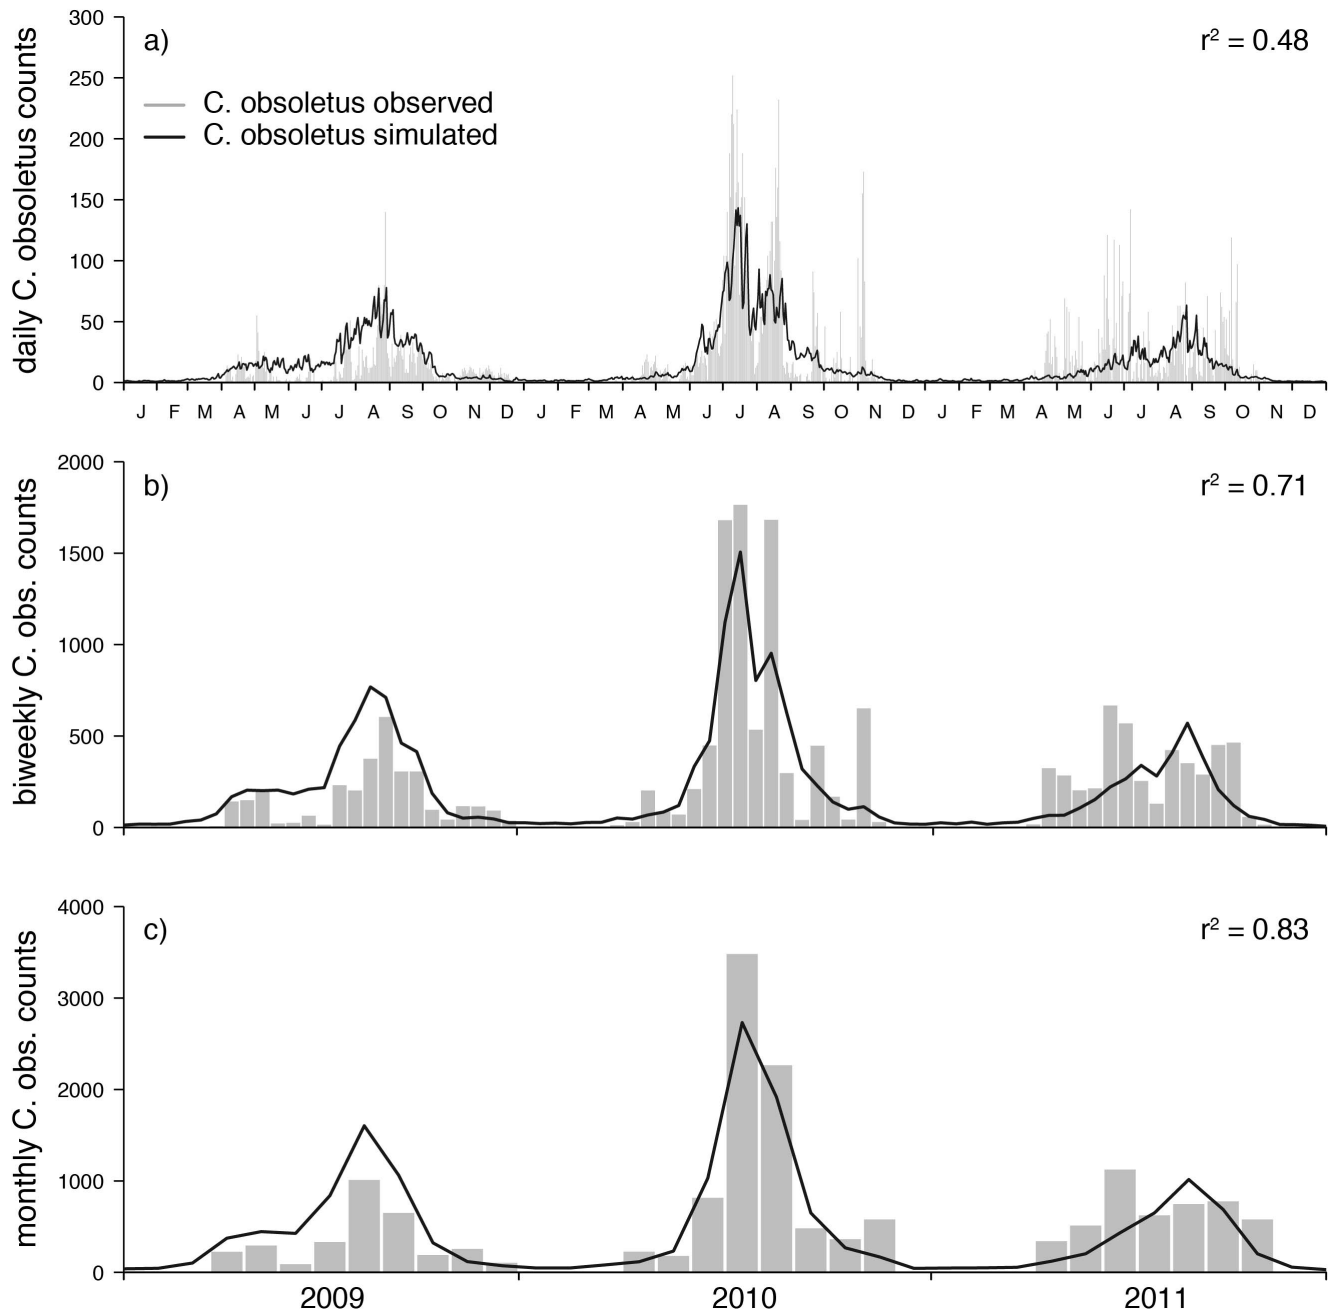 daily C. obsoletus counts
300
250
200
150
100
50
0
a)
r² = 0.48
C. obsoletus observed
C. obsoletus simulated
J F M A M J J A S O N D J F M A M J J A S O N D J F M A M J J A S O N D
biweekly C. obs. counts
2000
1500
1000
500
0
b)
r² = 0.71
monthly C. obs. counts
4000
3000
2000
1000
0
c)
r² = 0.83
2009 2010 2011